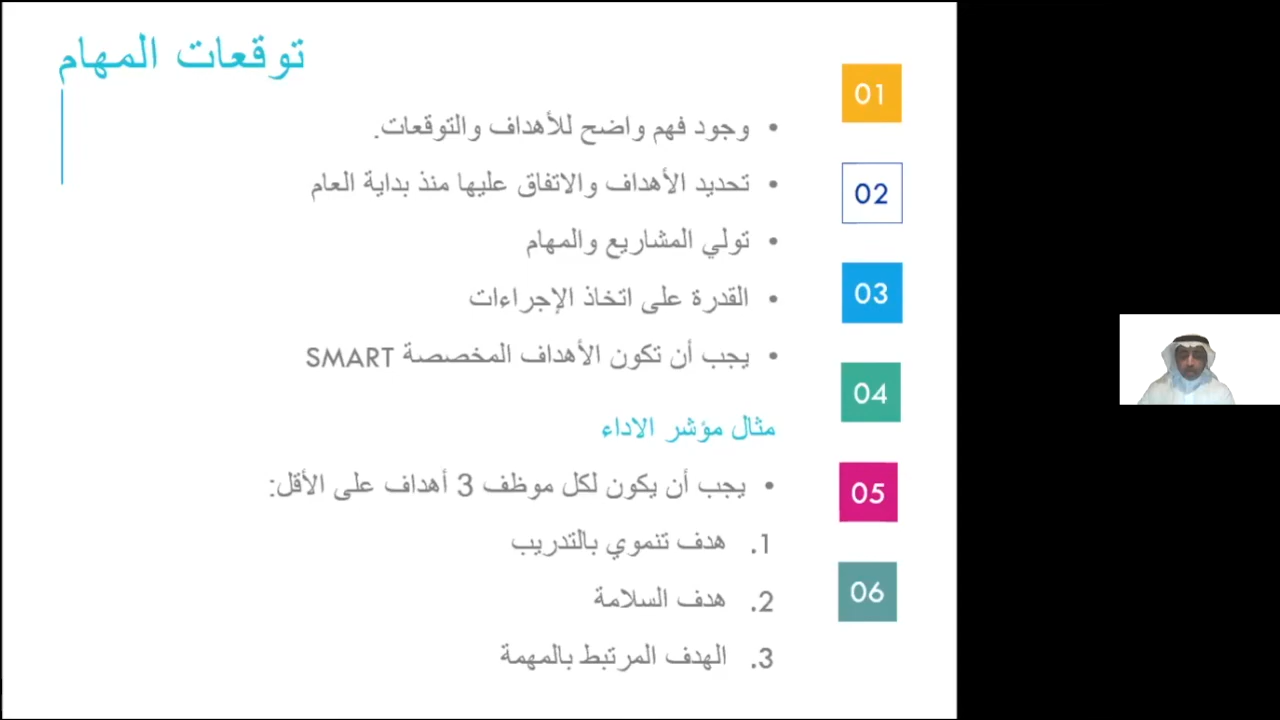 توقعات المهام
01
02
03
04
05
06
• وجود فهم واضح للأهداف والتوقعات.
• تحديد الأهداف والاتفاق عليها منذ بداية العام
• تولي المشاريع والمهام
• القدرة على اتخاذ الإجراءات
• يجب أن تكون الأهداف المخصصة SMART
مثال مؤشر الاداء
• يجب أن يكون لكل موظف 3 أهداف على الأقل:
1. هدف تنموي بالتدريب
2. هدف السلامة
3. الهدف المرتبط بالمهمة